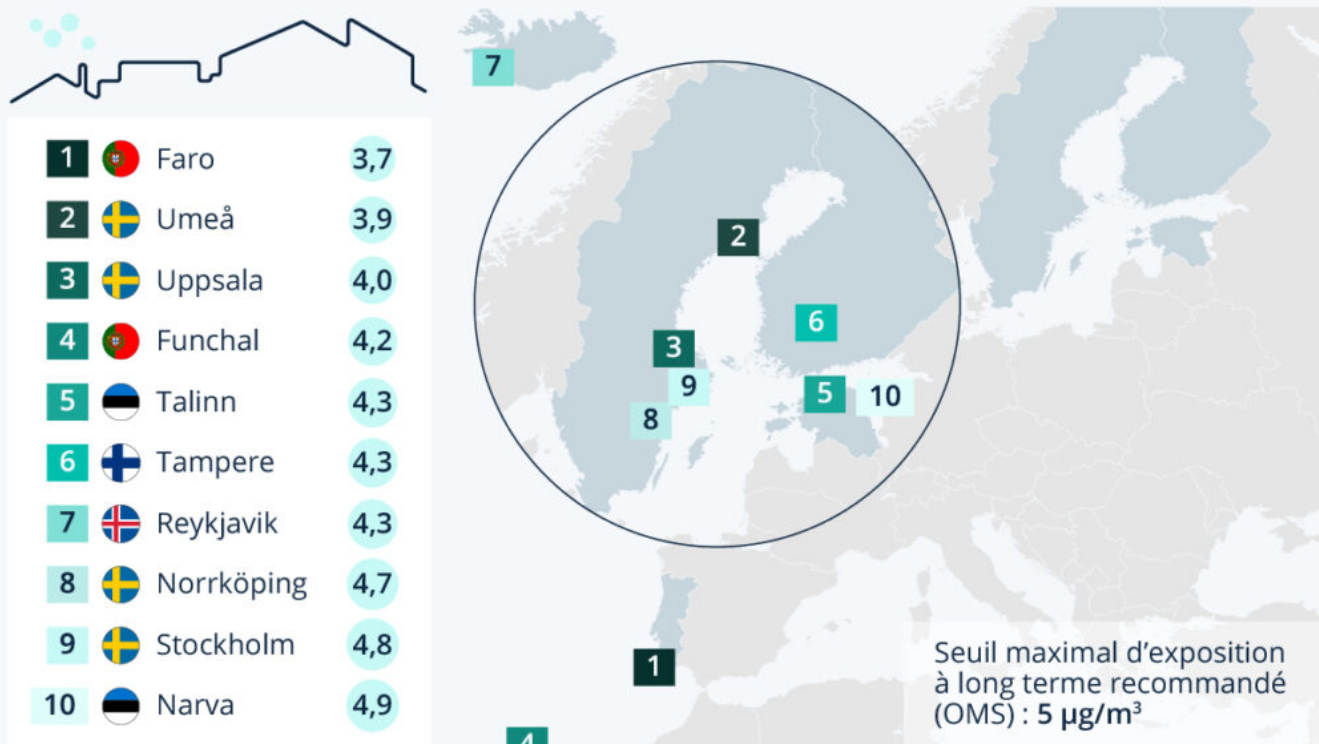 1 Faro 3,7
2 Umeå 3,9
3 Uppsala 4,0
4 Funchal 4,2
5 Talinn 4,3
6 Tampere 4,3
7 Reykjavik 4,3
8 Norrköping 4,7
9 Stockholm 4,8
10 Narva 4,9
7
2
6
3
9
5
10
8
1
4
Seuil maximal d'exposition
à long terme recommandé
(OMS) : 5 µg/m³